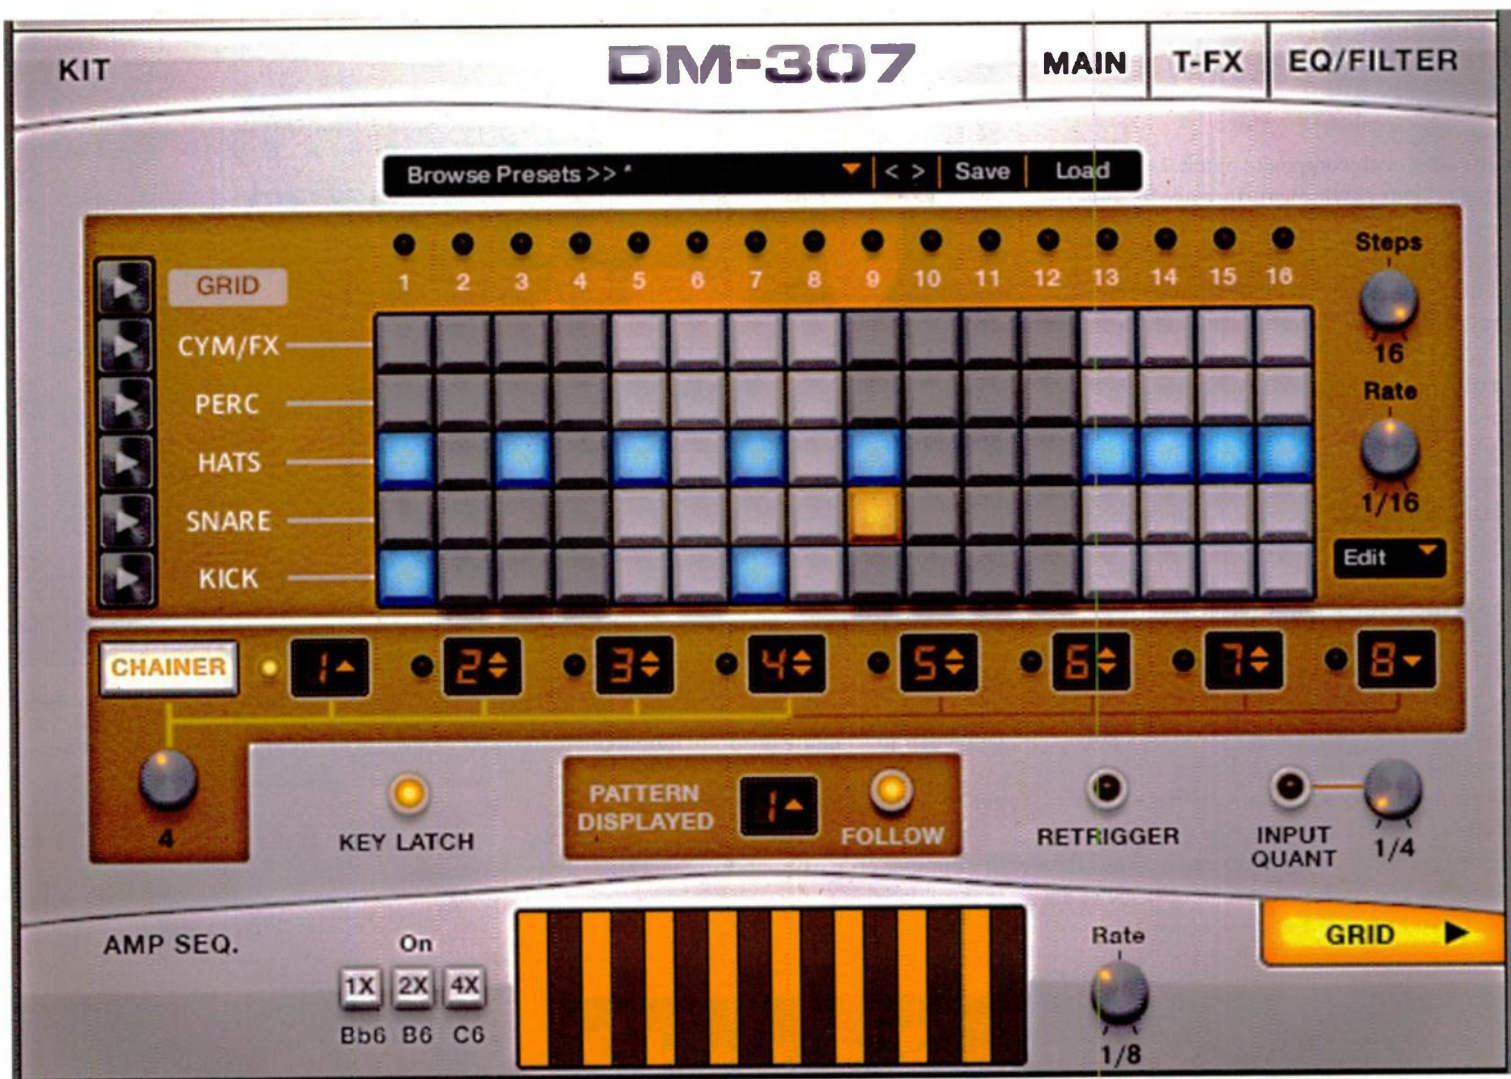 KIT
DM-307
MAIN T-FX EQ/FILTER
Browse Presets >> * < > Save Load
1 2 3 4 5 6 7 8 9 10 11 12 13 14 15 16
Steps
16
GRID
CYM/FX
PERC
HATS
SNARE
KICK
Rate
1/16
Edit
CHAINER 1 2 3 4 5 6 7 8
4
KEY LATCH
PATTERN
DISPLAYED
1
FOLLOW
RETRIGGER
INPUT
QUANT
1/4
AMP SEQ.
On
1X 2X 4X
Bb6 B6 C6
Rate
1/8
GRID